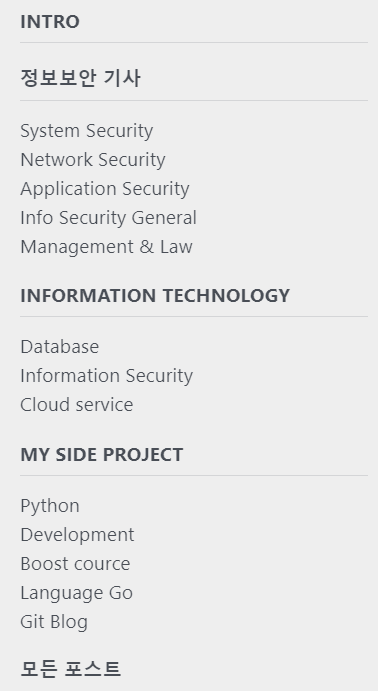 INTRO
정보보안 기사
System Security
Network Security
Application Security
Info Security General
Management & Law
INFORMATION TECHNOLOGY
Database
Information Security
Cloud service
MY SIDE PROJECT
Python
Development
Boost cource
Language Go
Git Blog
모든 포스트